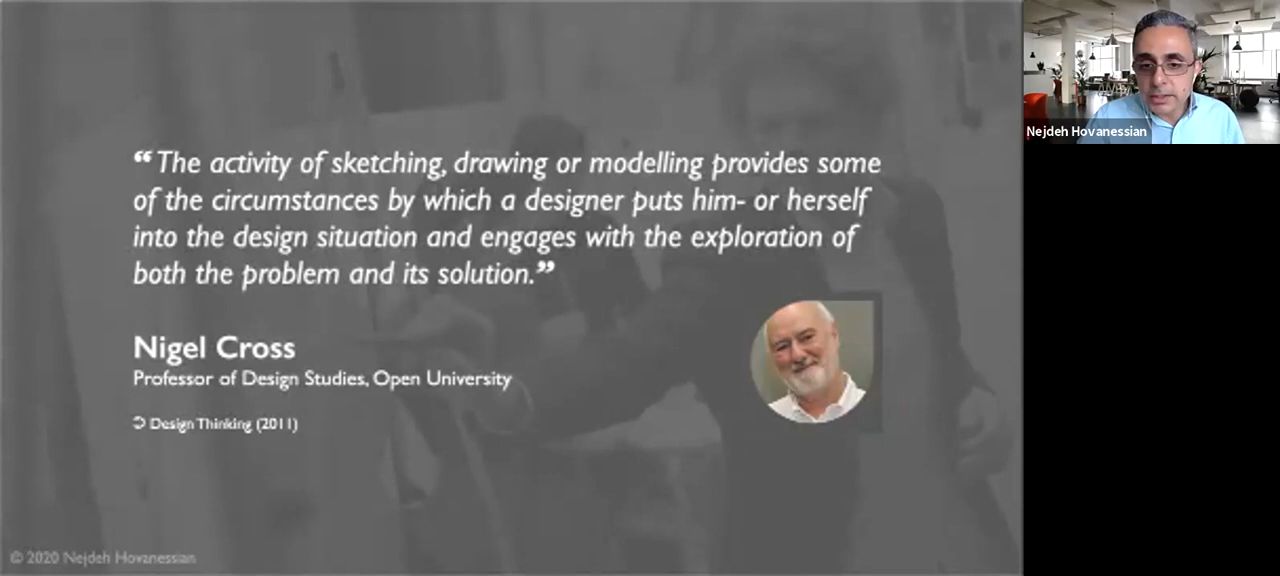 “The activity of sketching, drawing or modelling provides some
of the circumstances by which a designer puts him- or herself
into the design situation and engages with the exploration of
both the problem and its solution.”
Nigel Cross
Professor of Design Studies, Open University
Design Thinking (2011)
© 2020 Nejdeh Hovanessian
Nejdeh Hovanessian